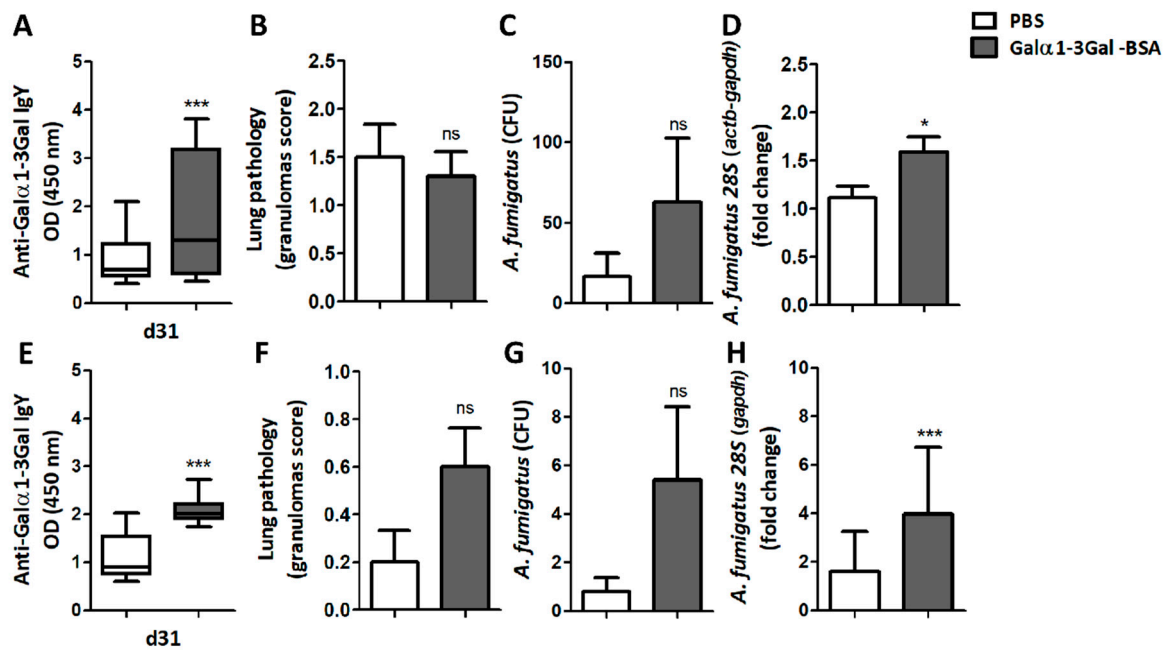 PBS
Galα1-3Gal -BSA
A
Anti-Galα1-3Gal IgY
OD (450 nm)
5
4
3
2
1
0
***
d31
B
Lung pathology
(granulomas score)
2.5
2.0
1.5
1.0
0.5
0.0
ns
C
A. fumigatus (CFU)
150
100
50
0
ns
D
A. fumigatus 28S (actb-gapdh)
(fold change)
2.5
2.0
1.5
1.0
0.5
0.0
*
E
Anti-Galα1-3Gal IgY
OD (450 nm)
5
4
3
2
1
0
***
d31
F
Lung pathology
(granulomas score)
1.0
0.8
0.6
0.4
0.2
0.0
ns
G
A. fumigatus (CFU)
10
8
6
4
2
0
ns
H
A. fumigatus 28S (gapdh)
(fold change)
10
8
6
4
2
0
***